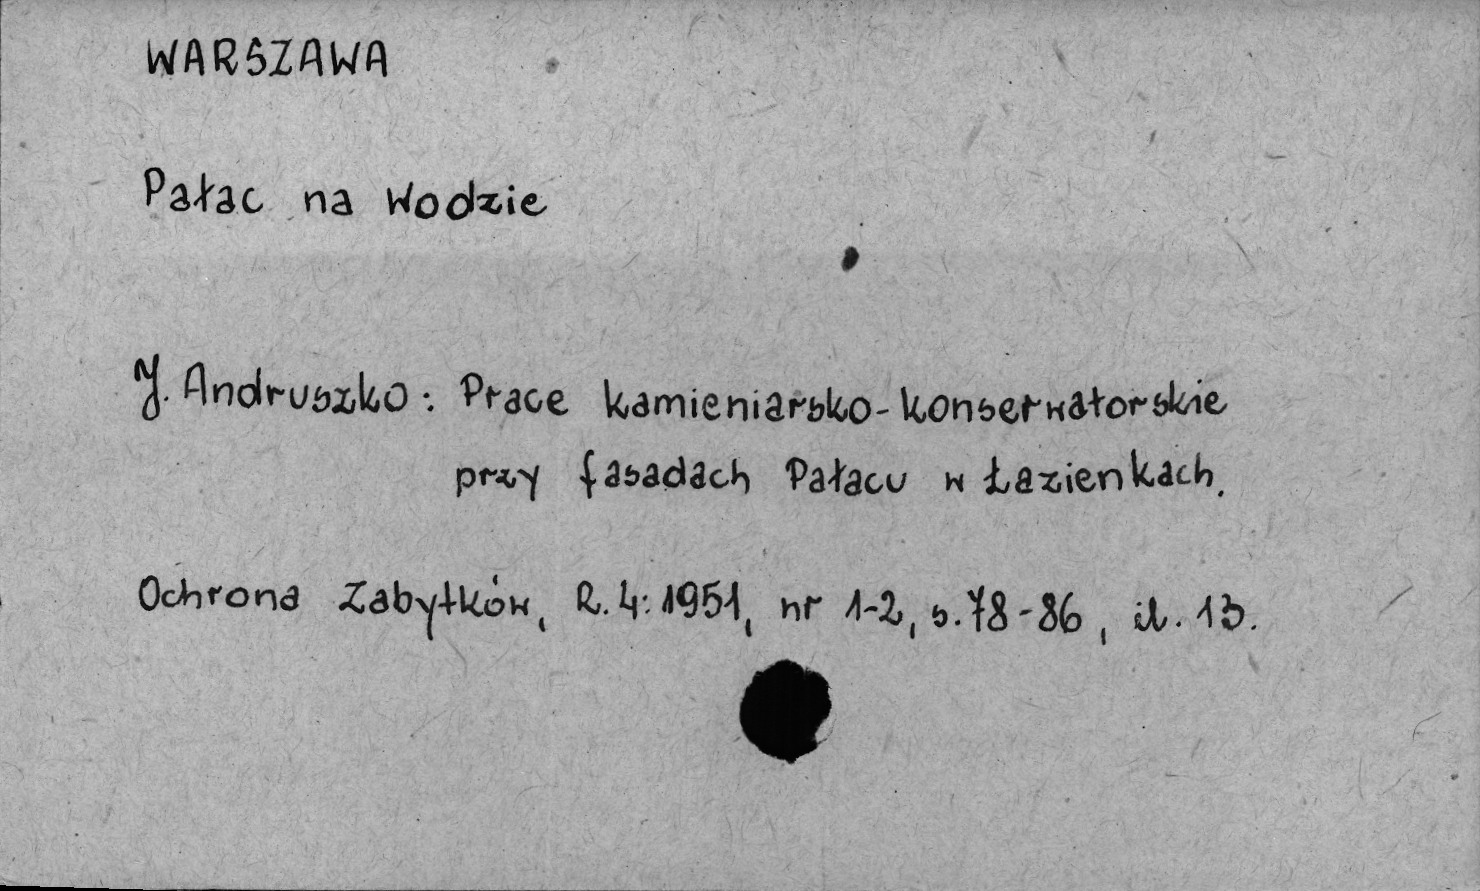 WARSZAWA
Pałac na Wodzie
J. Andruszko: Prace kamieniarsko-konserwatorskie
przy fasadach Pałacu w Łazienkach.
Ochrona Zabytków, R.4:1951, nr 1-2, s.78-86, il. 13.